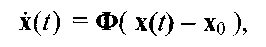 ẋ(t) = Φ( x(t) − x₀ ),